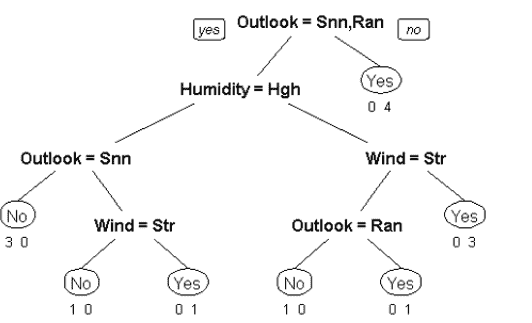 yes Outlook = Snn,Ran no
Humidity = Hgh Yes
0 4
Outlook = Snn Wind = Str
No Wind = Str Outlook = Ran Yes
3 0 0 3
No Yes No Yes
1 0 0 1 1 0 0 1